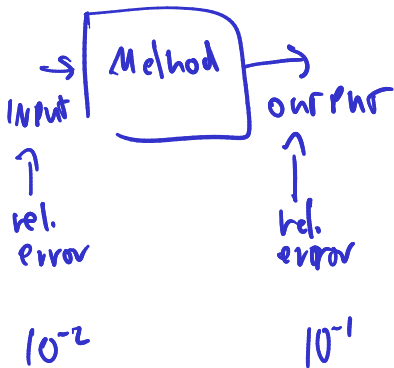 Method
INPUT
OUTPUT
rel.
error
rel.
error
10⁻²
10⁻¹